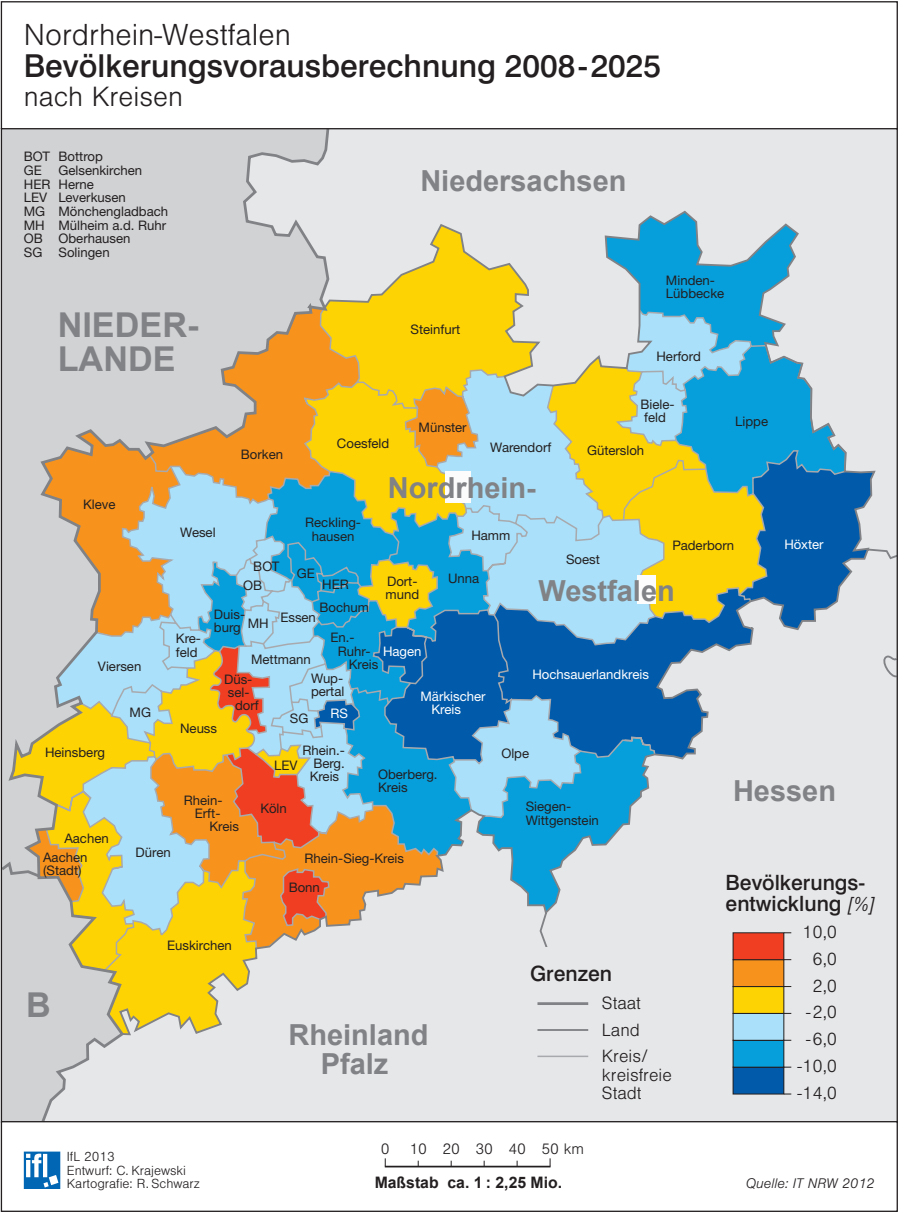 Nordrhein-Westfalen
Bevölkerungsvorausberechnung 2008-2025
nach Kreisen
BOT Bottrop
GE Gelsenkirchen
HER Herne
LEV Leverkusen
MG Mönchengladbach
MH Mülheim a.d. Ruhr
OB Oberhausen
SG Solingen
Niedersachsen
NIEDER-
LANDE
Minden-
Lübbecke
Steinfurt
Herford
Biele-
feld
Lippe
Münster
Coesfeld
Warendorf
Gütersloh
Borken
Nordrhein-
Kleve
Wesel
Reckling-
hausen
Hamm
Soest
Paderborn
Höxter
BOT
GE
HER
OB
Dort-
mund
Unna
Westfalen
Duis-
burg
MH
Essen
Bochum
Kre-
feld
En.-
Ruhr-
Kreis
Hagen
Viersen
Mettmann
Düs-
sel-
dorf
Wup-
pertal
Märkischer
Kreis
Hochsauerlandkreis
MG
SG
RS
Neuss
Heinsberg
LEV
Rhein.-
Berg.
Kreis
Olpe
Oberberg.
Kreis
Hessen
Rhein-
Erft-
Kreis
Köln
Siegen-
Wittgenstein
Aachen
Aachen
(Stadt)
Düren
Rhein-Sieg-Kreis
Bonn
Euskirchen
B
Rheinland
Pfalz
Grenzen
Staat
Land
Kreis/
kreisfreie
Stadt
Bevölkerungs-
entwicklung [%]
10,0
6,0
2,0
-2,0
-6,0
-10,0
-14,0
ifl
IfL 2013
Entwurf: C. Krajewski
Kartografie: R. Schwarz
0 10 20 30 40 50 km
Maßstab ca. 1 : 2,25 Mio.
Quelle: IT NRW 2012